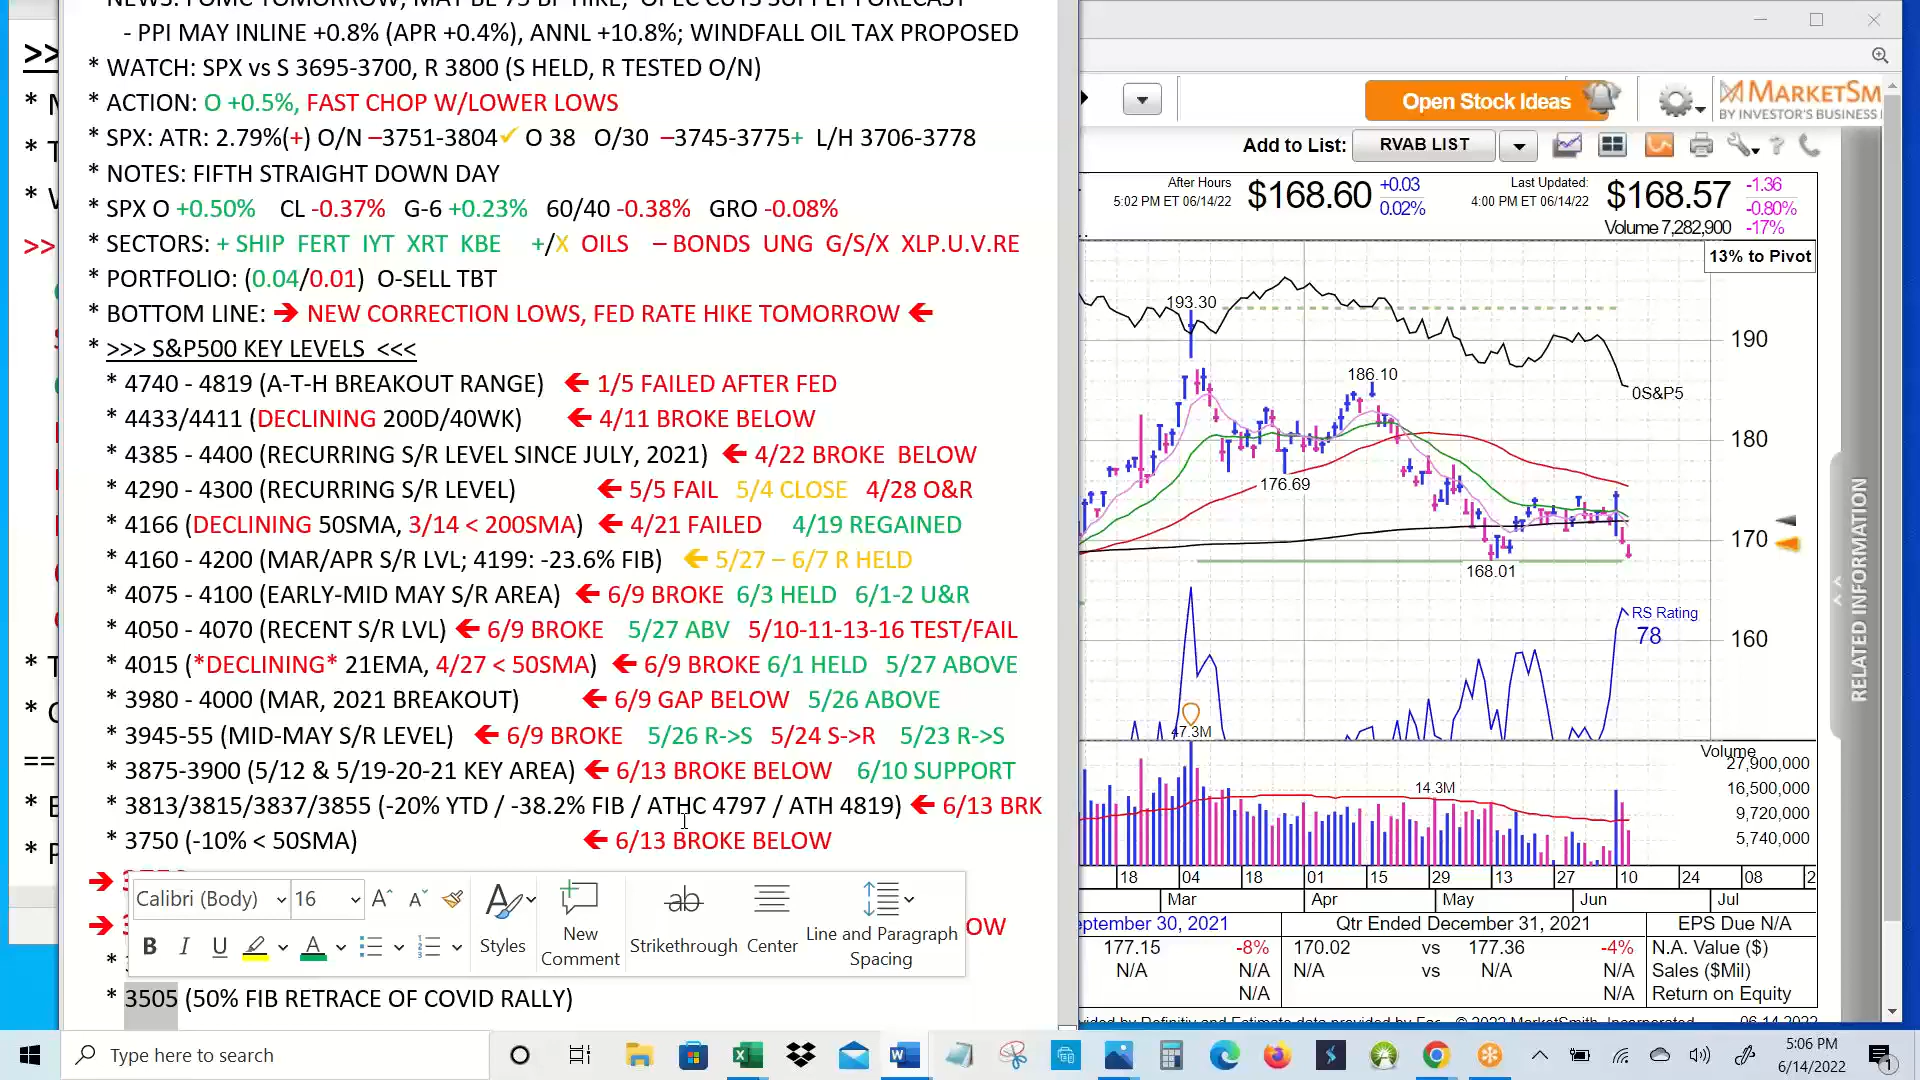 - PPI MAY INLINE +0.8% (APR +0.4%), ANNL +10.8%; WINDFALL OIL TAX PROPOSED
* WATCH: SPX vs S 3695-3700, R 3800 (S HELD, R TESTED O/N)
* ACTION: O +0.5%, FAST CHOP W/LOWER LOWS
* SPX: ATR: 2.79%(+) O/N –3751-3804✓ O 38 O/30 –3745-3775+ L/H 3706-3778
* NOTES: FIFTH STRAIGHT DOWN DAY
* SPX O +0.50% CL -0.37% G-6 +0.23% 60/40 -0.38% GRO -0.08%
* SECTORS: + SHIP FERT IYT XRT KBE +/X OILS – BONDS UNG G/S/X XLP.U.V.RE
* PORTFOLIO: (0.04/0.01) O-SELL TBT
* BOTTOM LINE: ➔ NEW CORRECTION LOWS, FED RATE HIKE TOMORROW 🡰
* >>> S&P500 KEY LEVELS <<<
* 4740 - 4819 (A-T-H BREAKOUT RANGE) 🡰 1/5 FAILED AFTER FED
* 4433/4411 (DECLINING 200D/40WK) 🡰 4/11 BROKE BELOW
* 4385 - 4400 (RECURRING S/R LEVEL SINCE JULY, 2021) 🡰 4/22 BROKE BELOW
* 4290 - 4300 (RECURRING S/R LEVEL) 🡰 5/5 FAIL 5/4 CLOSE 4/28 O&R
* 4166 (DECLINING 50SMA, 3/14 < 200SMA) 🡰 4/21 FAILED 4/19 REGAINED
* 4160 - 4200 (MAR/APR S/R LVL; 4199: -23.6% FIB) 🡰 5/27 – 6/7 R HELD
* 4075 - 4100 (EARLY-MID MAY S/R AREA) 🡰 6/9 BROKE 6/3 HELD 6/1-2 U&R
* 4050 - 4070 (RECENT S/R LVL) 🡰 6/9 BROKE 5/27 ABV 5/10-11-13-16 TEST/FAIL
* 4015 (*DECLINING* 21EMA, 4/27 < 50SMA) 🡰 6/9 BROKE 6/1 HELD 5/27 ABOVE
* 3980 - 4000 (MAR, 2021 BREAKOUT) 🡰 6/9 GAP BELOW 5/26 ABOVE
* 3945-55 (MID-MAY S/R LEVEL) 🡰 6/9 BROKE 5/26 R->S 5/24 S->R 5/23 R->S
* 3875-3900 (5/12 & 5/19-20-21 KEY AREA) 🡰 6/13 BROKE BELOW 6/10 SUPPORT
* 3813/3815/3837/3855 (-20% YTD / -38.2% FIB / ATHC 4797 / ATH 4819) 🡰 6/13 BRK
* 3750 (-10% < 50SMA) 🡰 6/13 BROKE BELOW
Calibri (Body) 16
B I U
Styles
New Comment
Strikethrough
Center
Line and Paragraph Spacing
OW
* 3505 (50% FIB RETRACE OF COVID RALLY)
Open Stock Ideas
MARKETSM
BY INVESTOR'S BUSINESS
Add to List: RVAB LIST
After Hours
5:02 PM ET 06/14/22
$168.60
+0.03
0.02%
Last Updated:
4:00 PM ET 06/14/22
$168.57
-1.36
-0.80%
Volume 7,282,900 -17%
13% to Pivot
193.30
190
186.10
0S&P5
180
176.69
170
168.01
RS Rating
78
160
47.3M
Volume
27,900,000
14.3M
16,500,000
9,720,000
5,740,000
18 04 18 01 15 29 13 27 10 24 08 2
Mar Apr May Jun Jul
eptember 30, 2021 Qtr Ended December 31, 2021 EPS Due N/A
177.15 -8% 170.02 vs 177.36 -4% N.A. Value ($)
N/A N/A N/A vs N/A N/A Sales ($Mil)
N/A N/A Return on Equity
RELATED INFORMATION
Type here to search
5:06 PM
6/14/2022
1